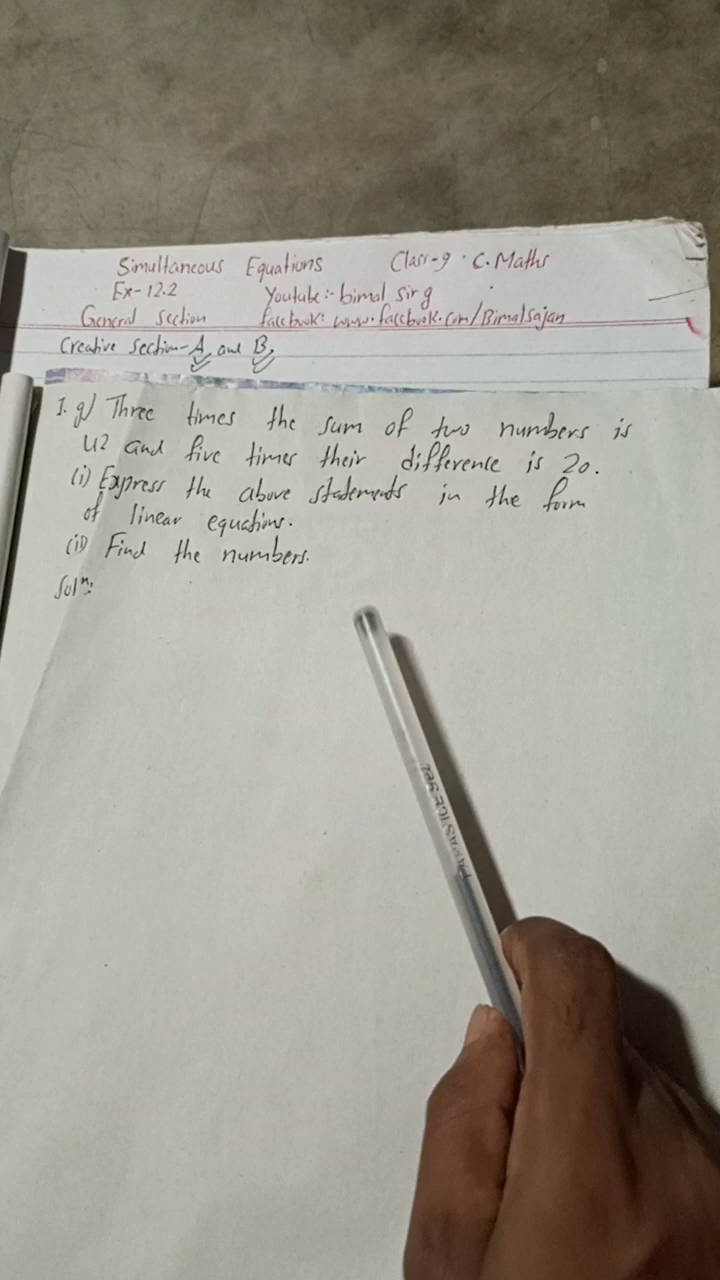 Simultaneous Equations Class-9 C. Maths
Ex-12.2 Youtube:- bimal sir g
General Section facebook: www.facebook.com/Bimalsajan
Creative Section-A and B
1. g) Three times the sum of two numbers is
42 and five times their difference is 20.
(i) Express the above statements in the form
of linear equations.
(ii) Find the numbers.
Solⁿ: